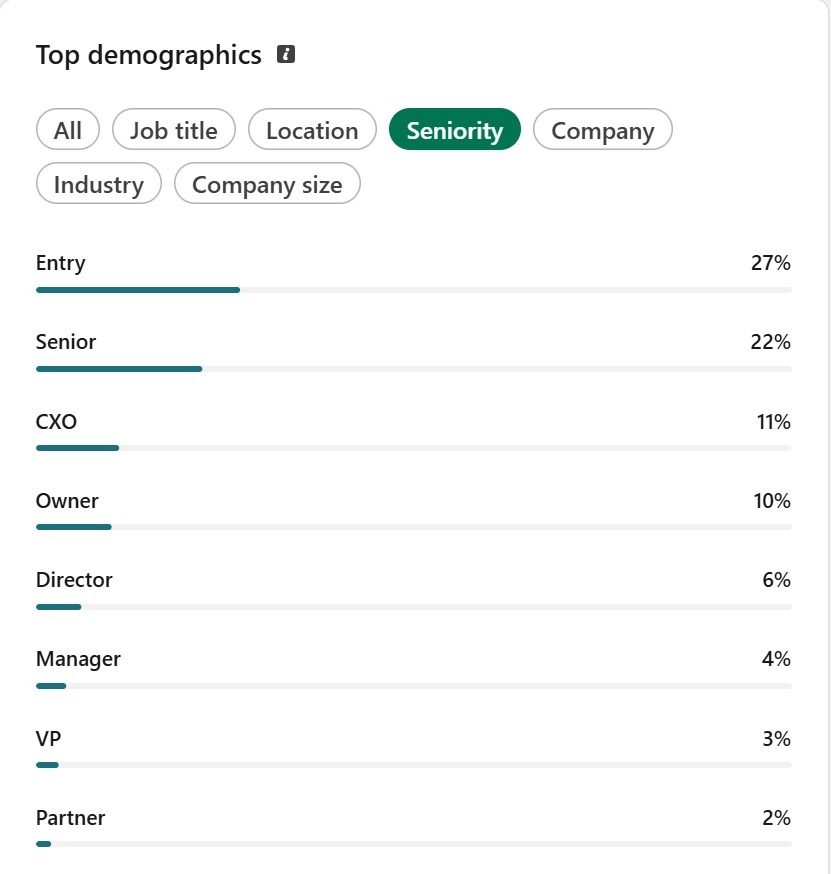 Top demographics
All Job title Location Seniority Company
Industry Company size
Entry 27%
Senior 22%
CXO 11%
Owner 10%
Director 6%
Manager 4%
VP 3%
Partner 2%